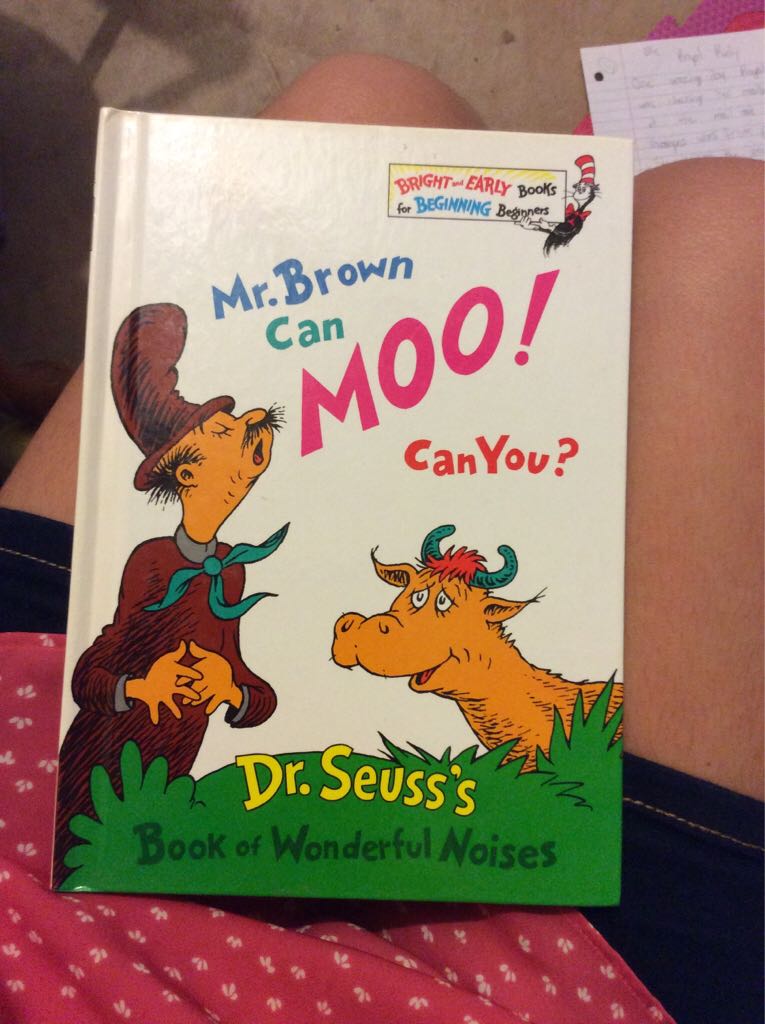 BRIGHT and EARLY Books
for BEGINNING Beginners
Mr. Brown
Can
MOO!
Can You?
Dr. Seuss's
Book of Wonderful Noises